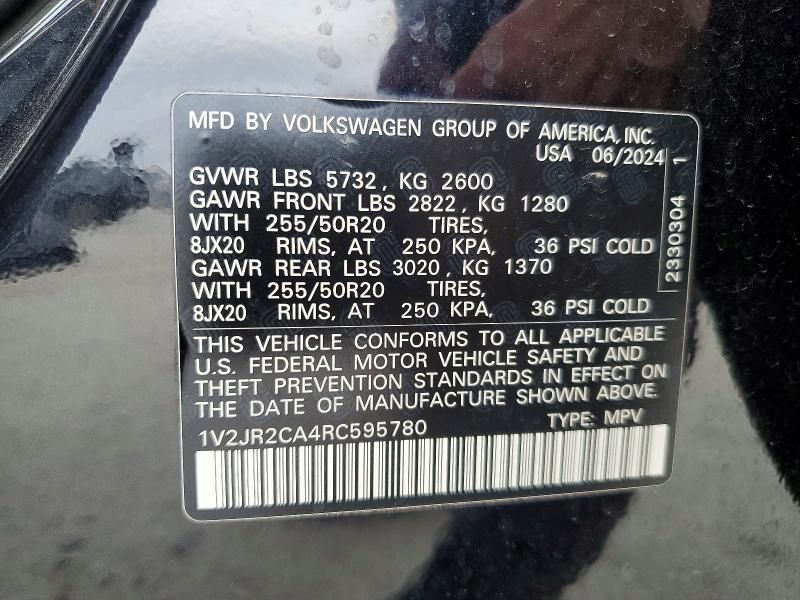 MFD BY VOLKSWAGEN GROUP OF AMERICA, INC.
USA 06/2024 1
GVWR LBS 5732, KG 2600
GAWR FRONT LBS 2822, KG 1280
WITH 255/50R20 TIRES,
8JX20 RIMS, AT 250 KPA, 36 PSI COLD
GAWR REAR LBS 3020, KG 1370
WITH 255/50R20 TIRES,
8JX20 RIMS, AT 250 KPA, 36 PSI COLD
2330304
THIS VEHICLE CONFORMS TO ALL APPLICABLE
U.S. FEDERAL MOTOR VEHICLE SAFETY AND
THEFT PREVENTION STANDARDS IN EFFECT ON
THE DATE OF MANUFACTURE SHOWN ABOVE.
1V2JR2CA4RC595780 TYPE: MPV